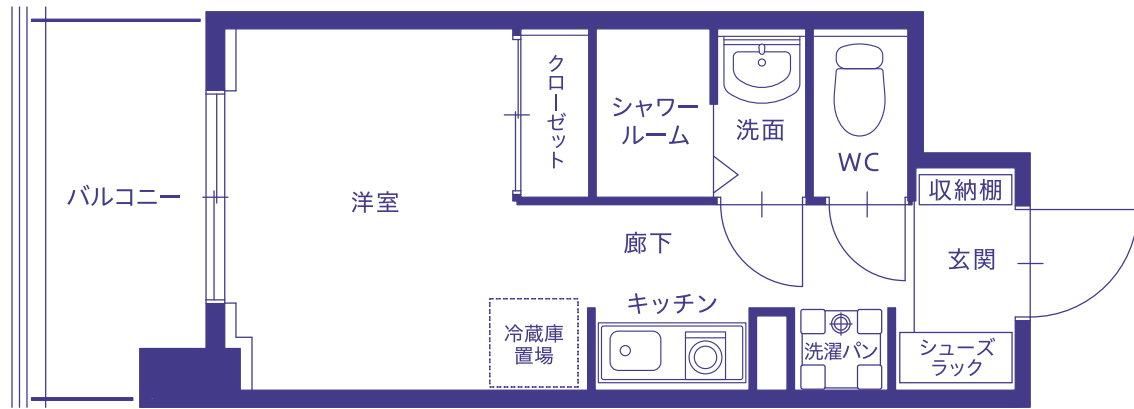 バルコニー
洋室
クローゼット
シャワー
ルーム
洗面
WC
収納棚
廊下
玄関
キッチン
冷蔵庫
置場
洗濯パン
シューズ
ラック